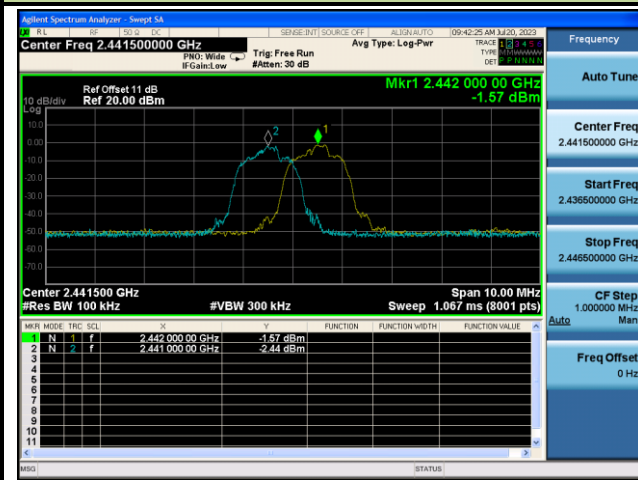 Agilent Spectrum Analyzer - Swept SA
RL RF 50 Ω DC SENSE:INT SOURCE OFF ALIGN AUTO 09:42:25 AM Jul 20, 2023
Center Freq 2.441500000 GHz Avg Type: Log-Pwr TRACE 1 2 3 4 5 6
PNO: Wide Trig: Free Run TYPE MMWWWW
IFGain:Low #Atten: 30 dB DET P P N N N N
Mkr1 2.442 000 00 GHz
Ref Offset 11 dB
10 dB/div Ref 20.00 dBm -1.57 dBm
Log
10.0
0.00
-10.0
-20.0
-30.0
-40.0
-50.0
-60.0
-70.0
2
1
Center 2.441500 GHz Span 10.00 MHz
#Res BW 100 kHz #VBW 300 kHz Sweep 1.067 ms (8001 pts)
MKR MODE TRC SCL X Y FUNCTION FUNCTION WIDTH FUNCTION VALUE
1 N 1 f 2.442 000 00 GHz -1.57 dBm
2 N 2 f 2.441 000 00 GHz -2.44 dBm
3
4
5
6
7
8
9
10
11
MSG STATUS
Frequency
Auto Tune
Center Freq
2.441500000 GHz
Start Freq
2.436500000 GHz
Stop Freq
2.446500000 GHz
CF Step
1.000000 MHz
Auto Man
Freq Offset
0 Hz